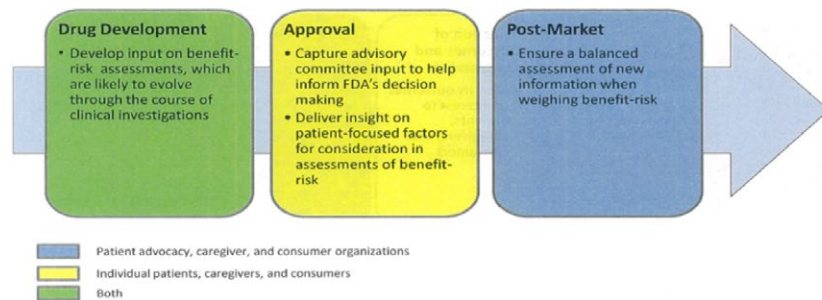 Drug Development
• Develop input on benefit-
risk assessments, which
are likely to evolve
through the course of
clinical investigations
Approval
• Capture advisory
committee input to help
inform FDA's decision
making
• Deliver insight on
patient-focused factors
for consideration in
assessments of benefit-
risk
Post-Market
• Ensure a balanced
assessment of new
information when
weighing benefit-risk
Patient advocacy, caregiver, and consumer organizations
Individual patients, caregivers, and consumers
Both